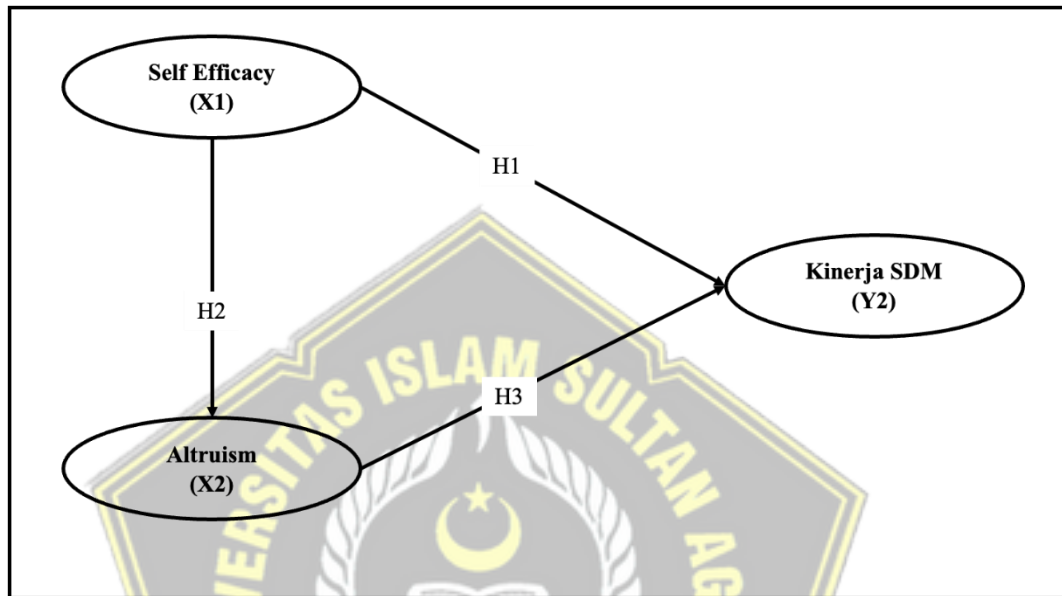 Self Efficacy
(X1)
H1
Kinerja SDM
(Y2)
H2
H3
Altruism
(X2)
UNIVERSITAS ISLAM SULTAN AG